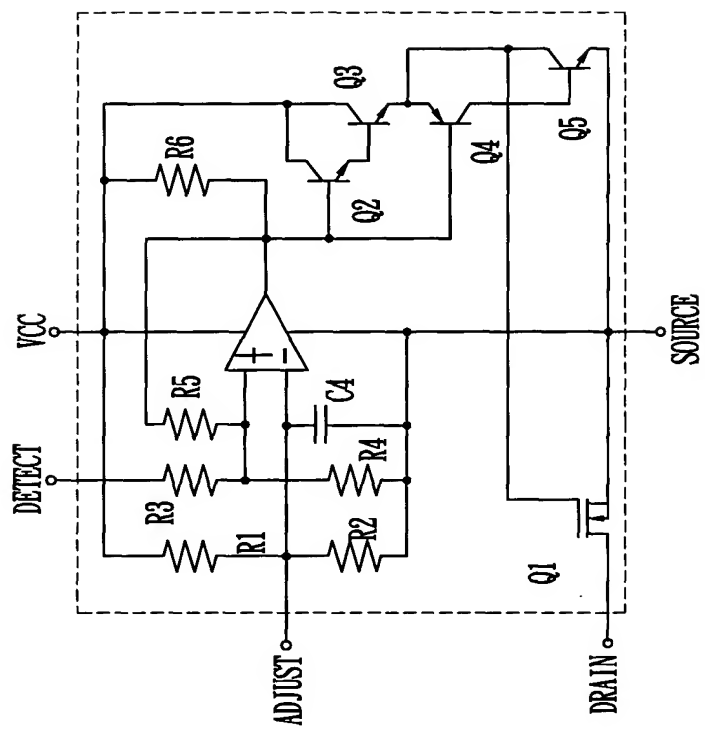 VCC
DETECT
ADJUST
DRAIN
SOURCE
R6
R5
R3
R1
R4
R2
C4
Q3
Q2
Q4
Q5
Q1
+
-